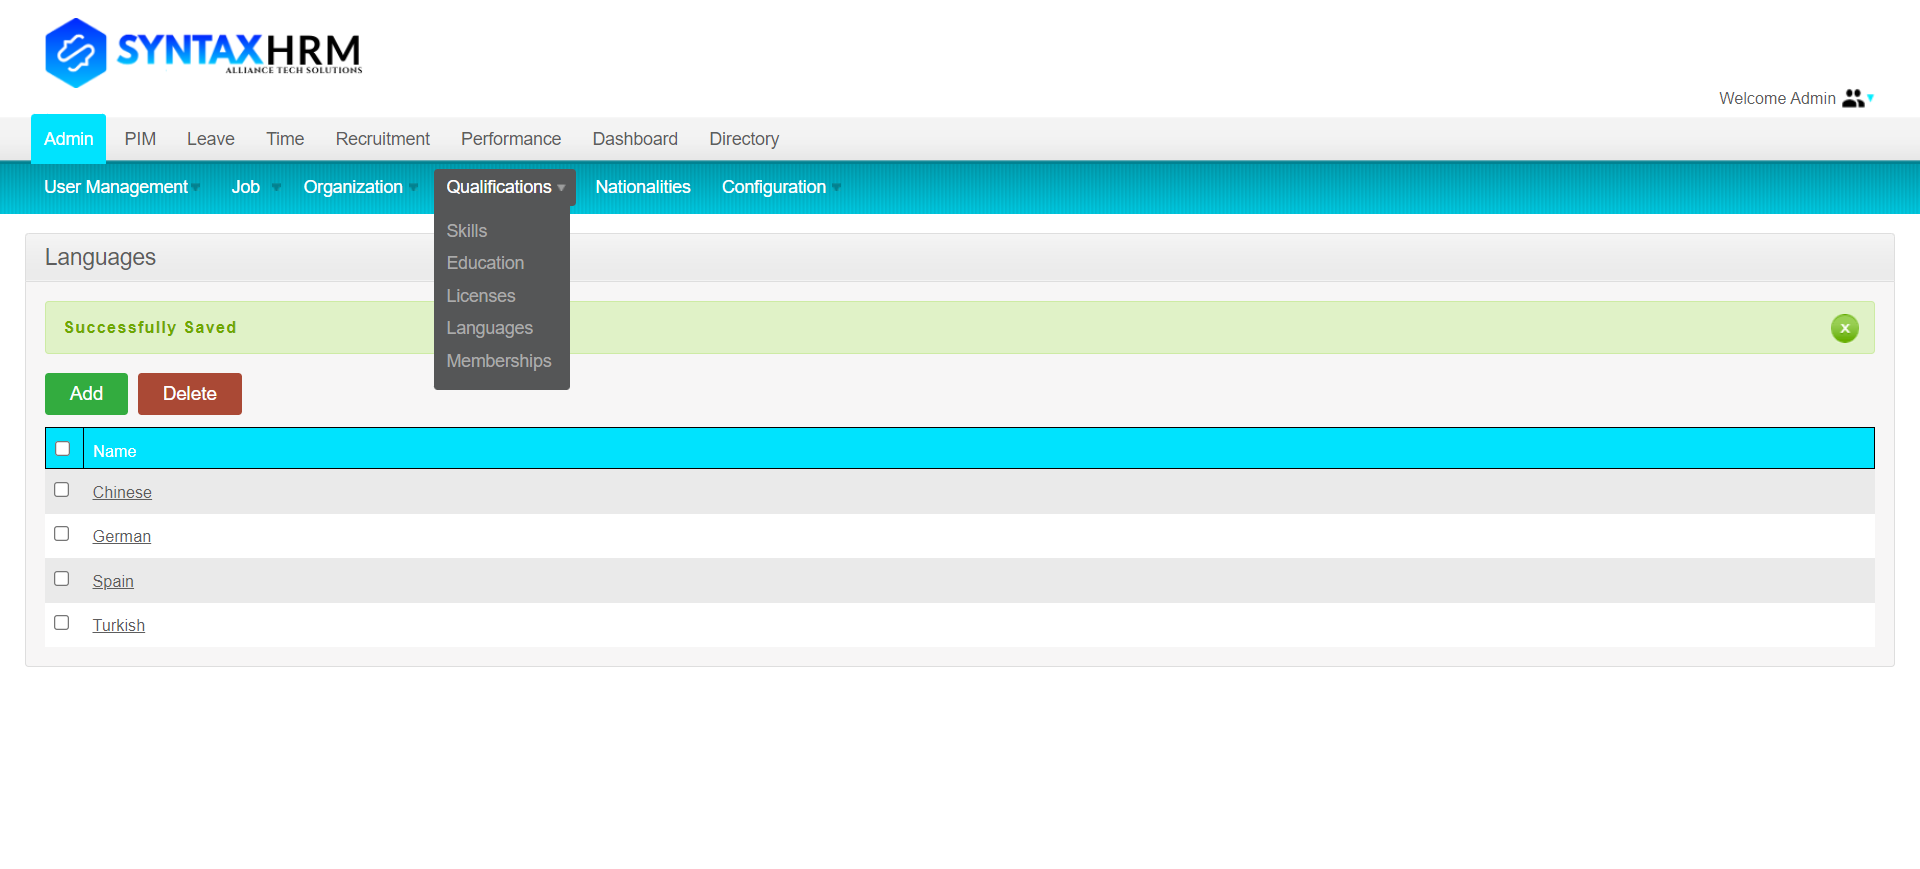 SYNTAXHRM
ALLIANCE TECH SOLUTIONS
Welcome Admin
Admin PIM Leave Time Recruitment Performance Dashboard Directory
User Management Job Organization Qualifications Nationalities Configuration
Skills
Education
Licenses
Languages
Memberships
Languages
Successfully Saved
x
Add Delete
Name
Chinese
German
Spain
Turkish